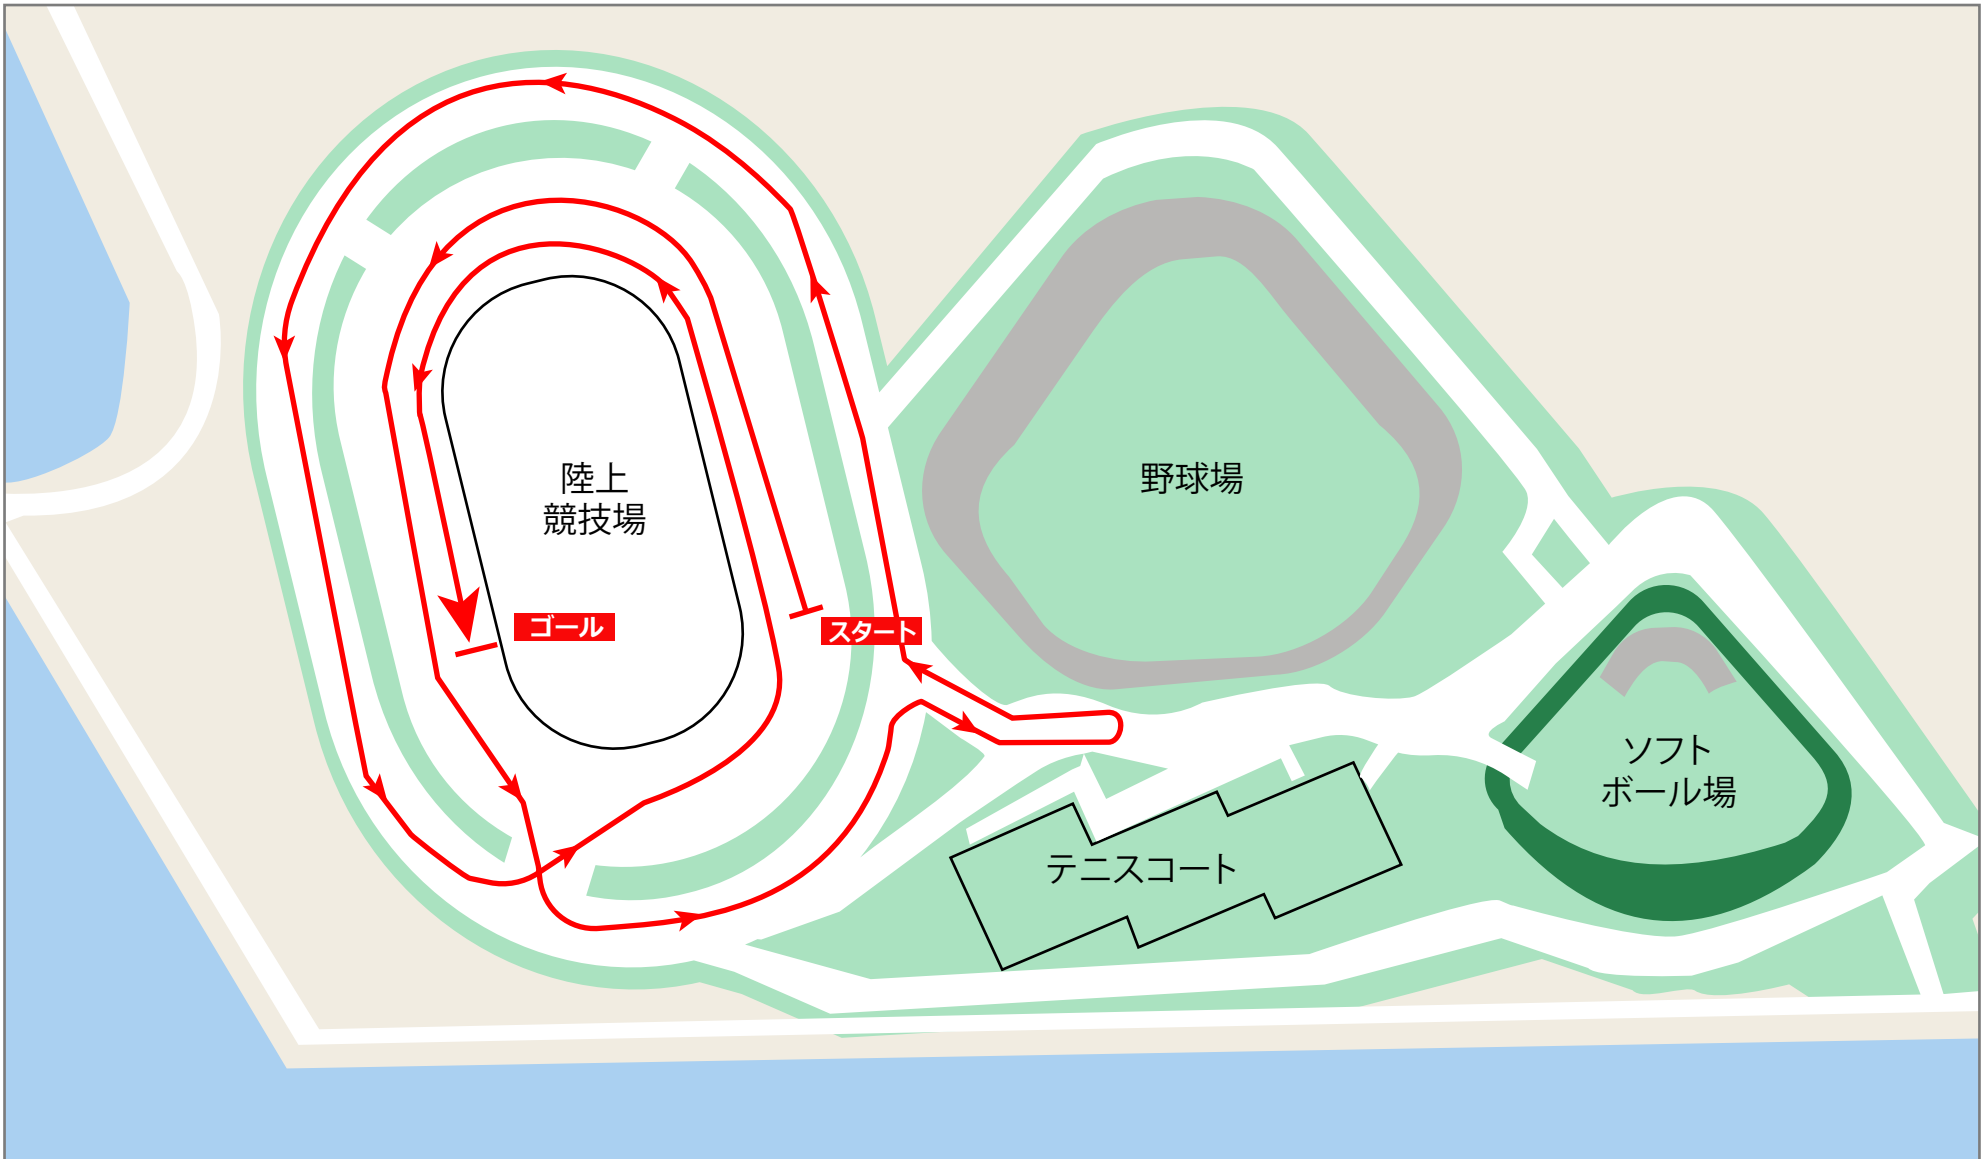 陸上
競技場
ゴール
スタート
野球場
テニスコート
ソフト
ボール場